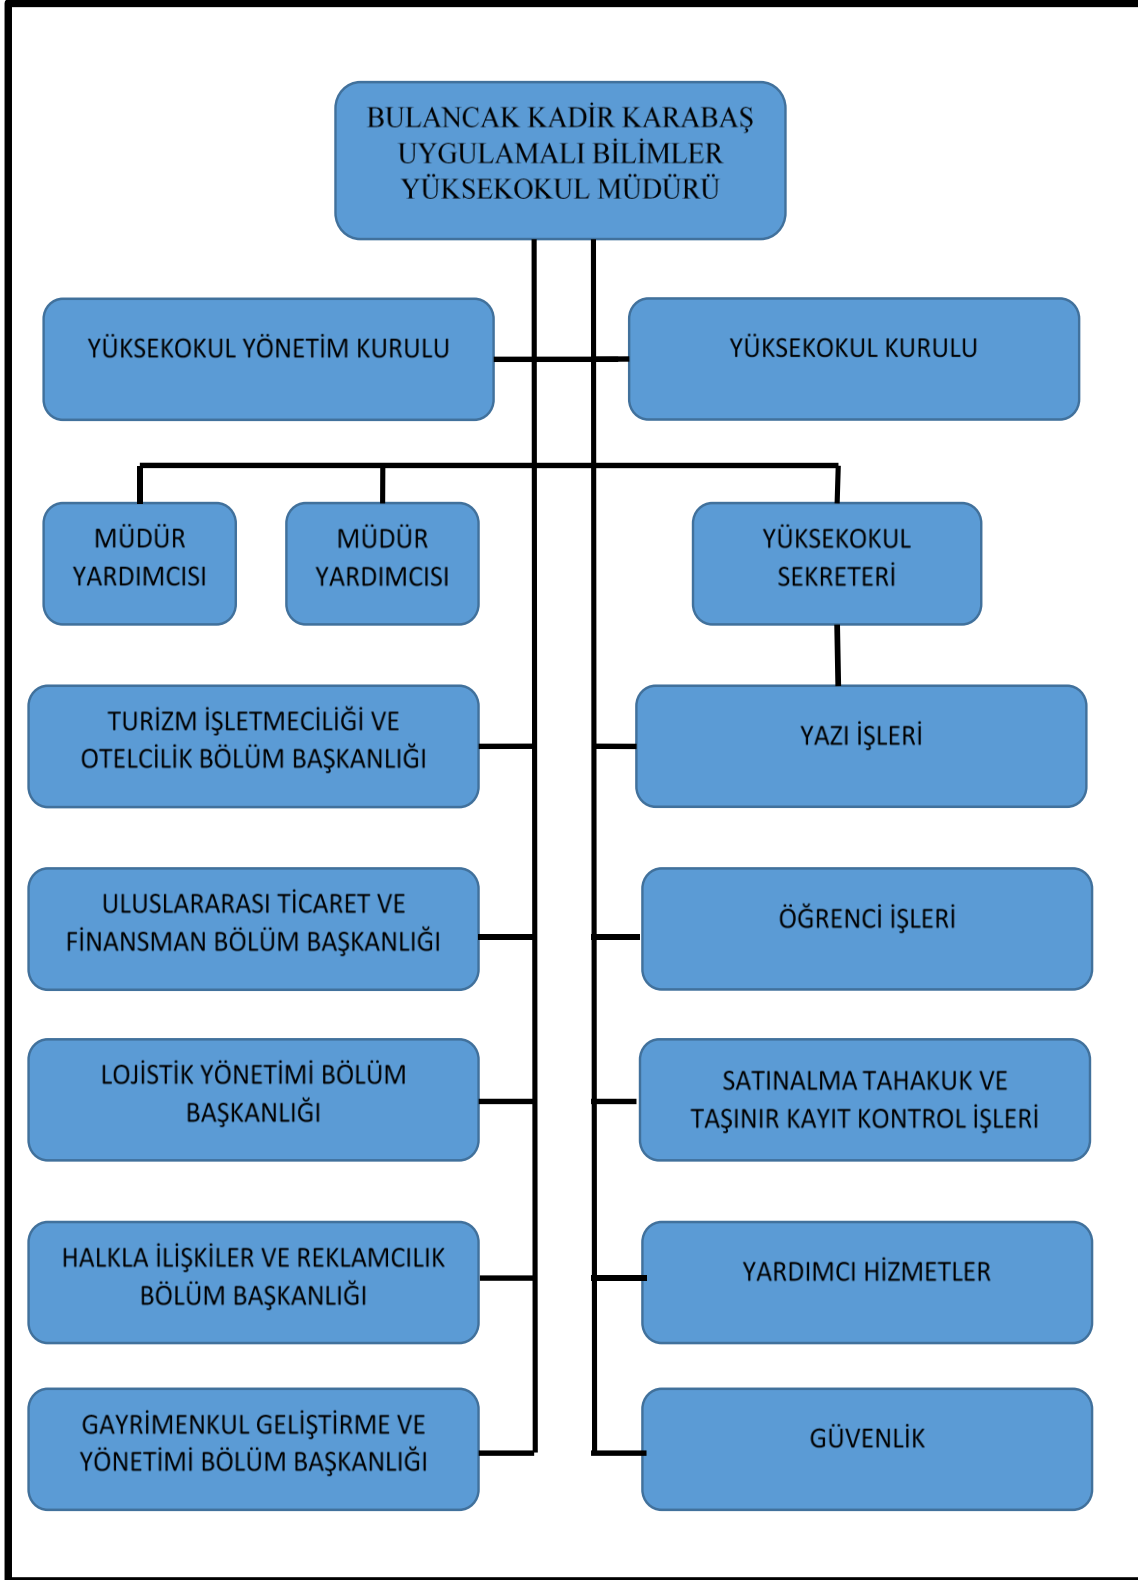 BULANCAK KADİR KARABAŞ
UYGULAMALI BİLİMLER
YÜKSEKOKUL MÜDÜRÜ
YÜKSEKOKUL YÖNETİM KURULU
YÜKSEKOKUL KURULU
MÜDÜR
YARDIMCISI
MÜDÜR
YARDIMCISI
YÜKSEKOKUL
SEKRETERİ
TURİZM İŞLETMECİLİĞİ VE
OTELCİLİK BÖLÜM BAŞKANLIĞI
YAZI İŞLERİ
ULUSLARARASI TİCARET VE
FİNANSMAN BÖLÜM BAŞKANLIĞI
ÖĞRENCİ İŞLERİ
LOJİSTİK YÖNETİMİ BÖLÜM
BAŞKANLIĞI
SATINALMA TAHAKUK VE
TAŞINIR KAYIT KONTROL İŞLERİ
HALKLA İLİŞKİLER VE REKLAMCILIK
BÖLÜM BAŞKANLIĞI
YARDIMCI HİZMETLER
GAYRİMENKUL GELİŞTİRME VE
YÖNETİMİ BÖLÜM BAŞKANLIĞI
GÜVENLİK